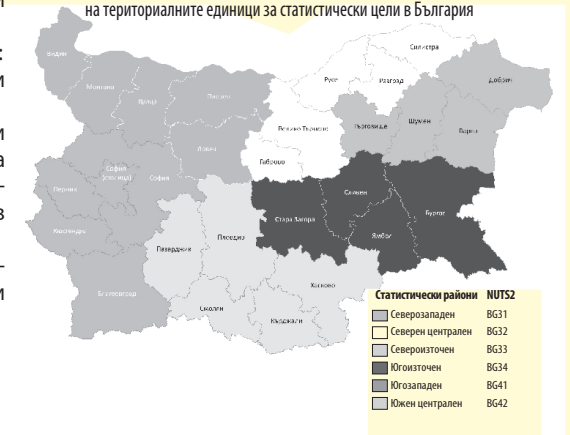 на териториалните единици за статистически цели в България
Силистра
Видин
Русе
Разград
Добрич
Монтана
Враца
Плевен
Шумен
Варна
Велико Търново
Търговище
Ловеч
Габрово
София (столица)
София
Перник
Сливен
Бургас
Стара Загора
Кюстендил
Пловдив
Ямбол
Пазарджик
Хасково
Благоевград
Смолян
Кърджали
Статистически райони NUTS2
Северозападен BG31
Северен централен BG32
Североизточен BG33
Югоизточен BG34
Югозападен BG41
Южен централен BG42